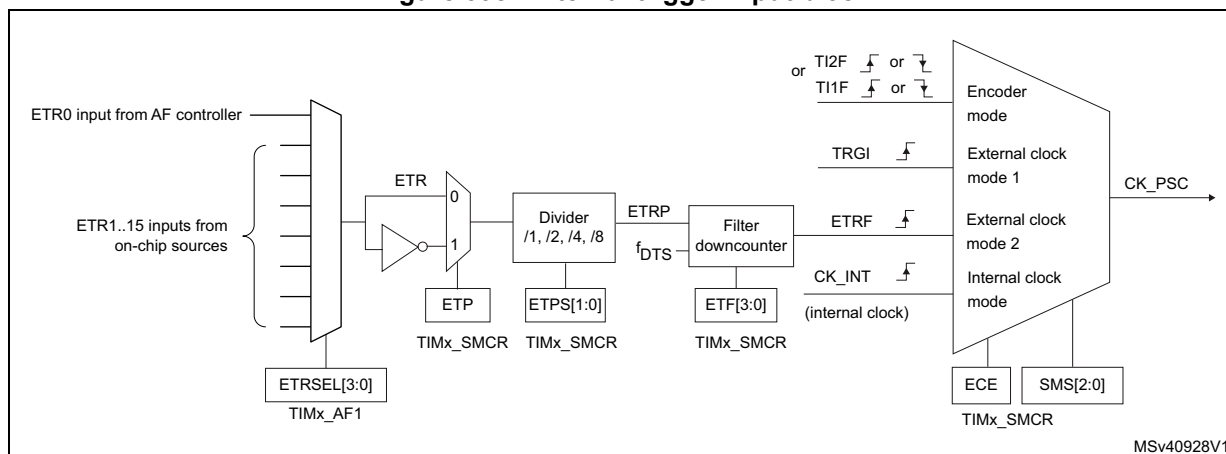 ETR0 input from AF controller
ETR1..15 inputs from
on-chip sources
ETRSEL[3:0]
TIMx_AF1
ETR
0
1
ETP
TIMx_SMCR
Divider
/1, /2, /4, /8
ETPS[1:0]
TIMx_SMCR
ETRP
fDTS
Filter
downcounter
ETF[3:0]
TIMx_SMCR
or TI2F or
TI1F or
TRGI
ETRF
CK_INT
(internal clock)
Encoder
mode
External clock
mode 1
External clock
mode 2
Internal clock
mode
CK_PSC
ECE
SMS[2:0]
TIMx_SMCR
MSv40928V1